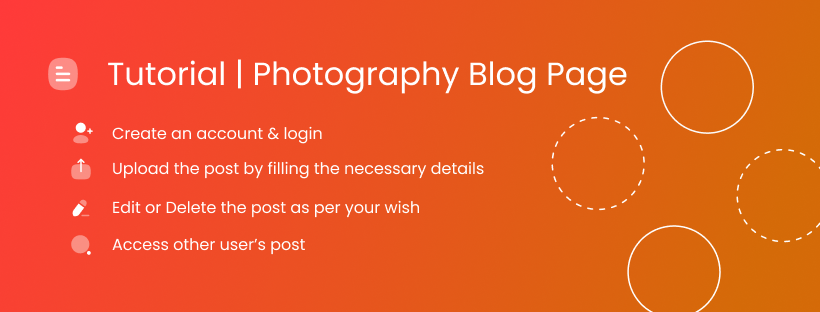 Tutorial | Photography Blog Page
Create an account & login
Upload the post by filling the necessary details
Edit or Delete the post as per your wish
Access other user’s post